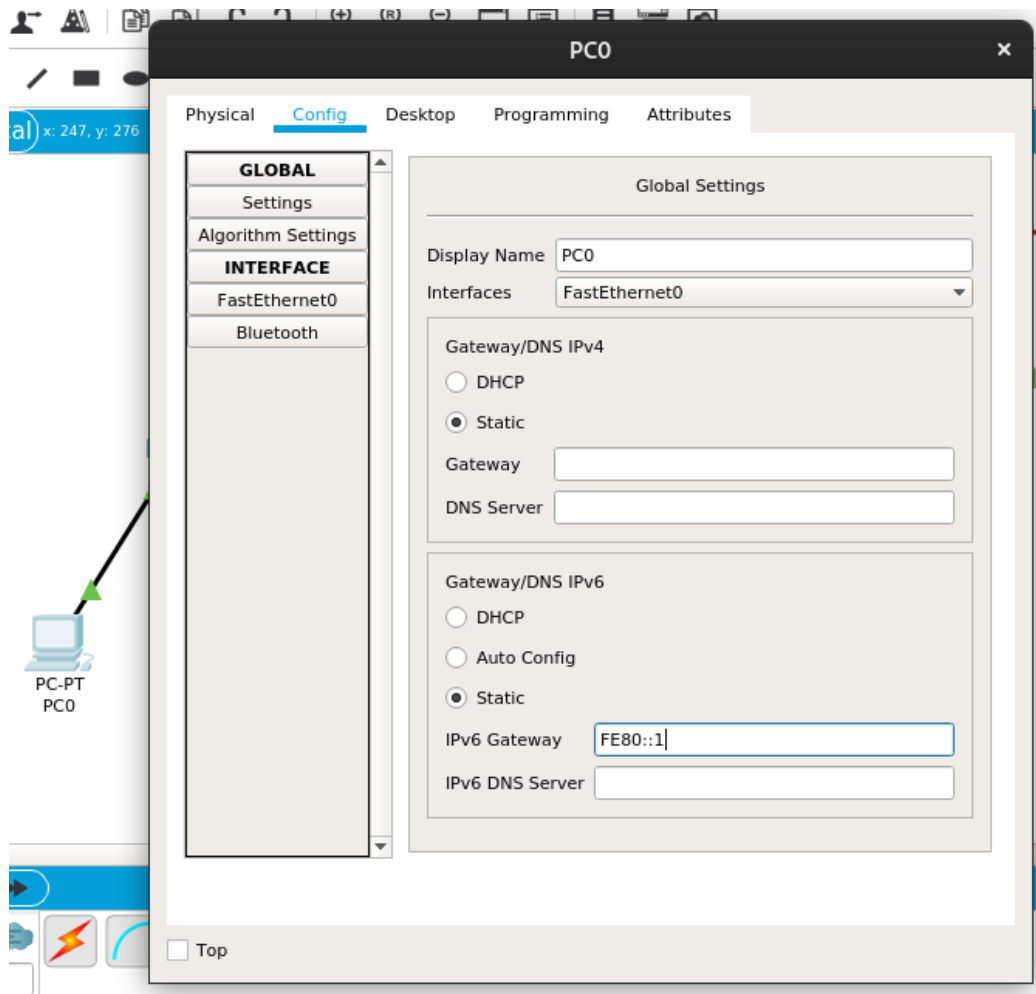 (+) (R) (−)
PC0 ×
Physical Config Desktop Programming Attributes
al x: 247, y: 276
GLOBAL
Settings
Algorithm Settings
INTERFACE
FastEthernet0
Bluetooth
Global Settings
Display Name PC0
Interfaces FastEthernet0
Gateway/DNS IPv4
DHCP
Static
Gateway
DNS Server
Gateway/DNS IPv6
DHCP
Auto Config
Static
IPv6 Gateway FE80::1
IPv6 DNS Server
PC-PT
PC0
Top